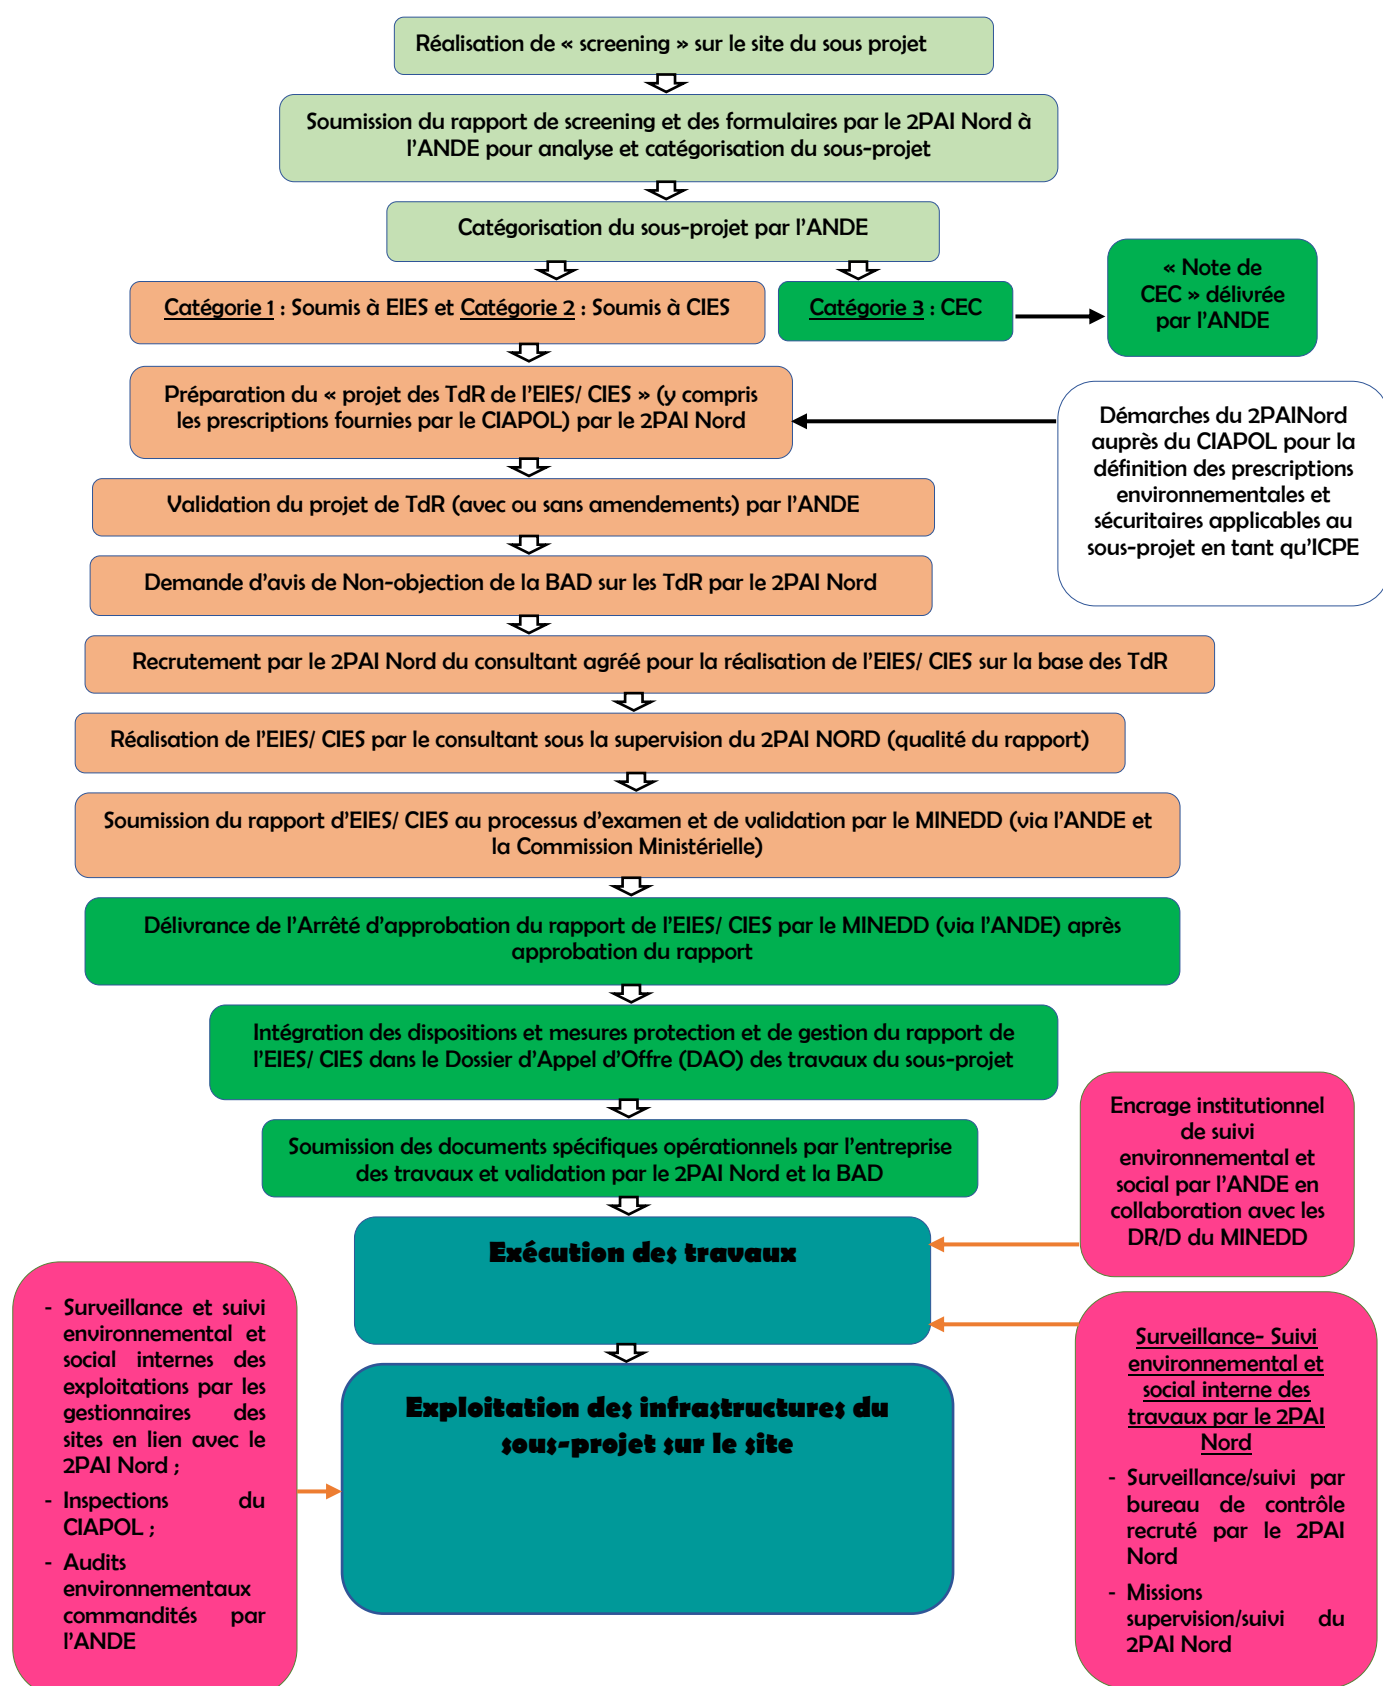 Réalisation de « screening » sur le site du sous projet
Soumission du rapport de screening et des formulaires par le 2PAI Nord à
l'ANDE pour analyse et catégorisation du sous-projet
Catégorisation du sous-projet par l'ANDE
Catégorie 1 : Soumis à EIES et Catégorie 2 : Soumis à CIES
Catégorie 3 : CEC
« Note de
CEC » délivrée
par l'ANDE
Préparation du « projet des TdR de l'EIES/ CIES » (y compris
les prescriptions fournies par le CIAPOL) par le 2PAI Nord
Démarches du 2PAINord
auprès du CIAPOL pour la
définition des prescriptions
environnementales et
sécuritaires applicables au
sous-projet en tant qu'ICPE
Validation du projet de TdR (avec ou sans amendements) par l'ANDE
Demande d'avis de Non-objection de la BAD sur les TdR par le 2PAI Nord
Recrutement par le 2PAI Nord du consultant agréé pour la réalisation de l'EIES/ CIES sur la base des TdR
Réalisation de l'EIES/ CIES par le consultant sous la supervision du 2PAI NORD (qualité du rapport)
Soumission du rapport d'EIES/ CIES au processus d'examen et de validation par le MINEDD (via l'ANDE et
la Commission Ministérielle)
Délivrance de l'Arrêté d'approbation du rapport de l'EIES/ CIES par le MINEDD (via l'ANDE) après
approbation du rapport
Intégration des dispositions et mesures protection et de gestion du rapport de
l'EIES/ CIES dans le Dossier d'Appel d'Offre (DAO) des travaux du sous-projet
Soumission des documents spécifiques opérationnels par l'entreprise
des travaux et validation par le 2PAI Nord et la BAD
Encrage institutionnel
de suivi
environnemental et
social par l'ANDE en
collaboration avec les
DR/D du MINEDD
Exécution des travaux
- Surveillance et suivi
environnemental et
social internes des
exploitations par les
gestionnaires des
sites en lien avec le
2PAI Nord ;
- Inspections du
CIAPOL ;
- Audits
environnementaux
commandités par
l'ANDE
Exploitation des infrastructures du
sous-projet sur le site
Surveillance- Suivi
environnemental et
social interne des
travaux par le 2PAI
Nord
- Surveillance/suivi par
bureau de contrôle
recruté par le 2PAI
Nord
- Missions
supervision/suivi du
2PAI Nord